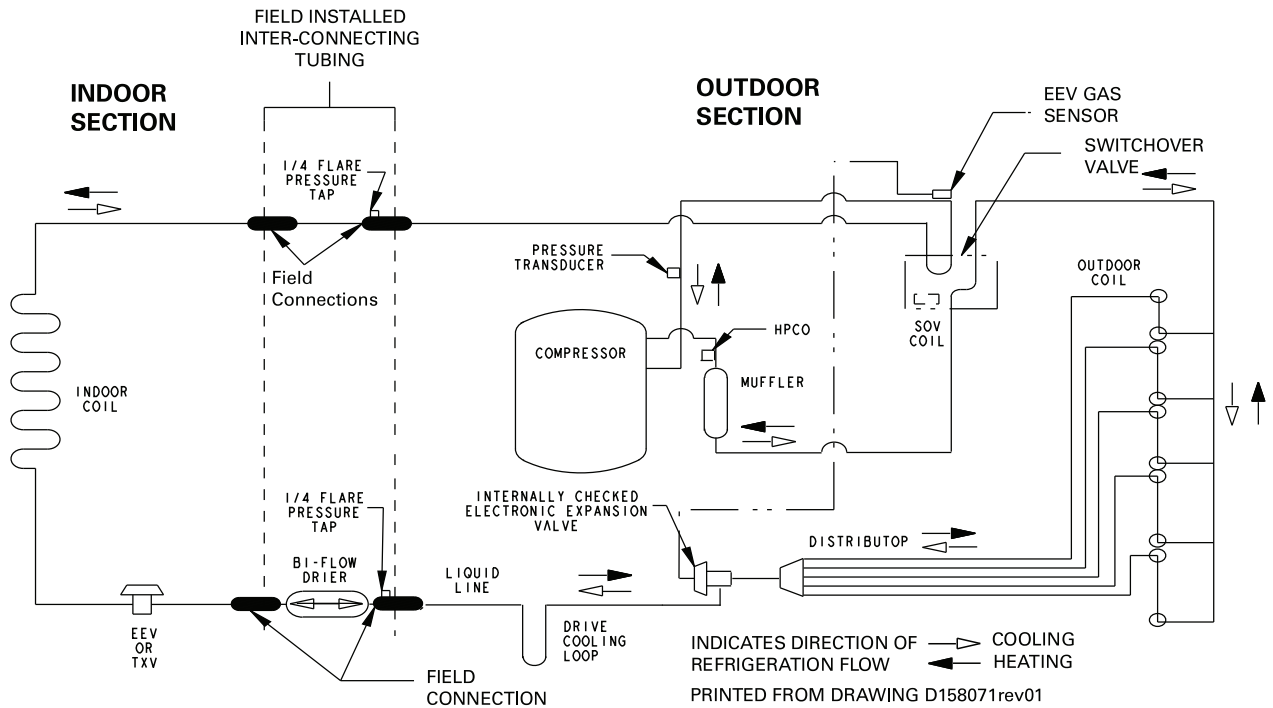 FIELD INSTALLED
INTER-CONNECTING
TUBING
INDOOR
SECTION
OUTDOOR
SECTION
EEV GAS
SENSOR
SWITCHOVER
VALVE
1/4 FLARE
PRESSURE
TAP
Field
Connections
PRESSURE
TRANSDUCER
OUTDOOR
COIL
SOV
COIL
HPCO
COMPRESSOR
MUFFLER
INDOOR
COIL
1/4 FLARE
PRESSURE
TAP
INTERNALLY CHECKED
ELECTRONIC EXPANSION
VALVE
DISTRIBUTOP
BI-FLOW
DRIER
LIQUID
LINE
EEV
OR
TXV
DRIVE
COOLING
LOOP
FIELD
CONNECTION
INDICATES DIRECTION OF
REFRIGERATION FLOW
COOLING
HEATING
PRINTED FROM DRAWING D158071rev01